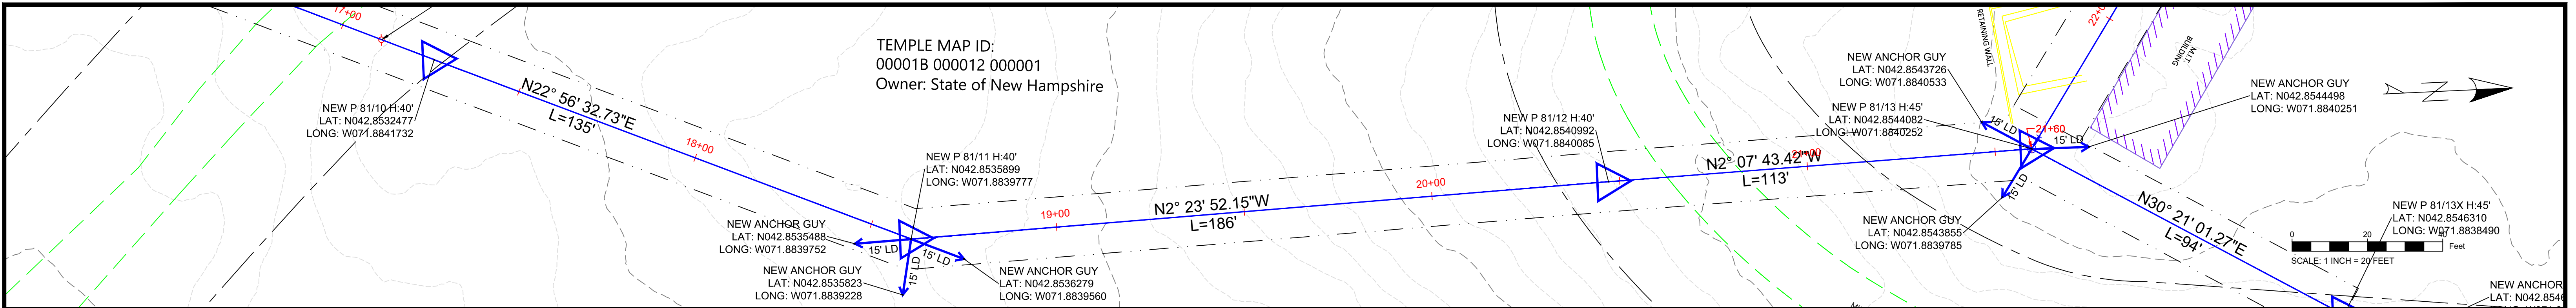 17+00
NEW P 81/10 H:40'
LAT: N042.8532477
LONG: W071.8841732
N22° 56' 32.73"E
L=135'
18+00
TEMPLE MAP ID:
00001B 000012 000001
Owner: State of New Hampshire
NEW P 81/11 H:40'
LAT: N042.8535899
LONG: W071.8839777
NEW ANCHOR GUY
LAT: N042.8535488
LONG: W071.8839752
NEW ANCHOR GUY
LAT: N042.8535823
LONG: W071.8839228
15' LD
15' LD
15' LD
NEW ANCHOR GUY
LAT: N042.8536279
LONG: W071.8839560
19+00
N2° 23' 52.15"W
L=186'
20+00
NEW P 81/12 H:40'
LAT: N042.8540992
LONG: W071.8840085
N2° 07' 43.42"W
L=113'
21+00
NEW ANCHOR GUY
LAT: N042.8543726
LONG: W071.8840533
NEW P 81/13 H:45'
LAT: N042.8544082
LONG: W071.8840252
NEW ANCHOR GUY
LAT: N042.8543855
LONG: W071.8839785
RETAINING WALL
15' LD
21+60
15' LD
15' LD
M.I.T.
BUILDING
NEW ANCHOR GUY
LAT: N042.8544498
LONG: W071.8840251
N30° 21' 01.27"E
L=94'
NEW P 81/13X H:45'
LAT: N042.8546310
LONG: W071.8838490
0 20 40
Feet
SCALE: 1 INCH = 20 FEET
N
NEW ANCHOR